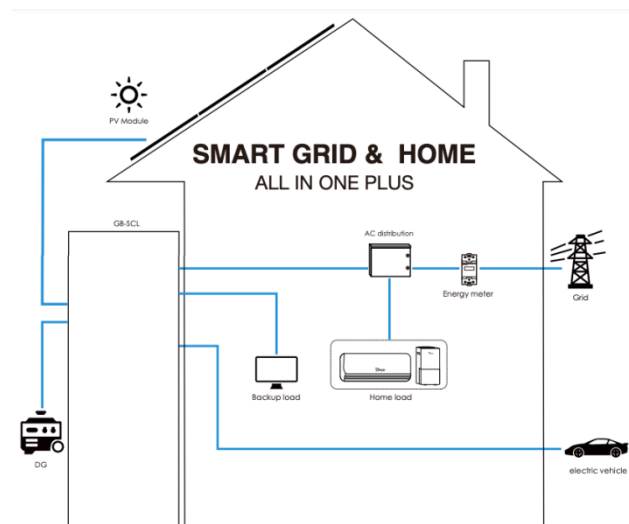 PV Module
SMART GRID & HOME
ALL IN ONE PLUS
GB-SCL
AC distribution
Energy meter
Grid
Backup load
Home load
DG
electric vehicle